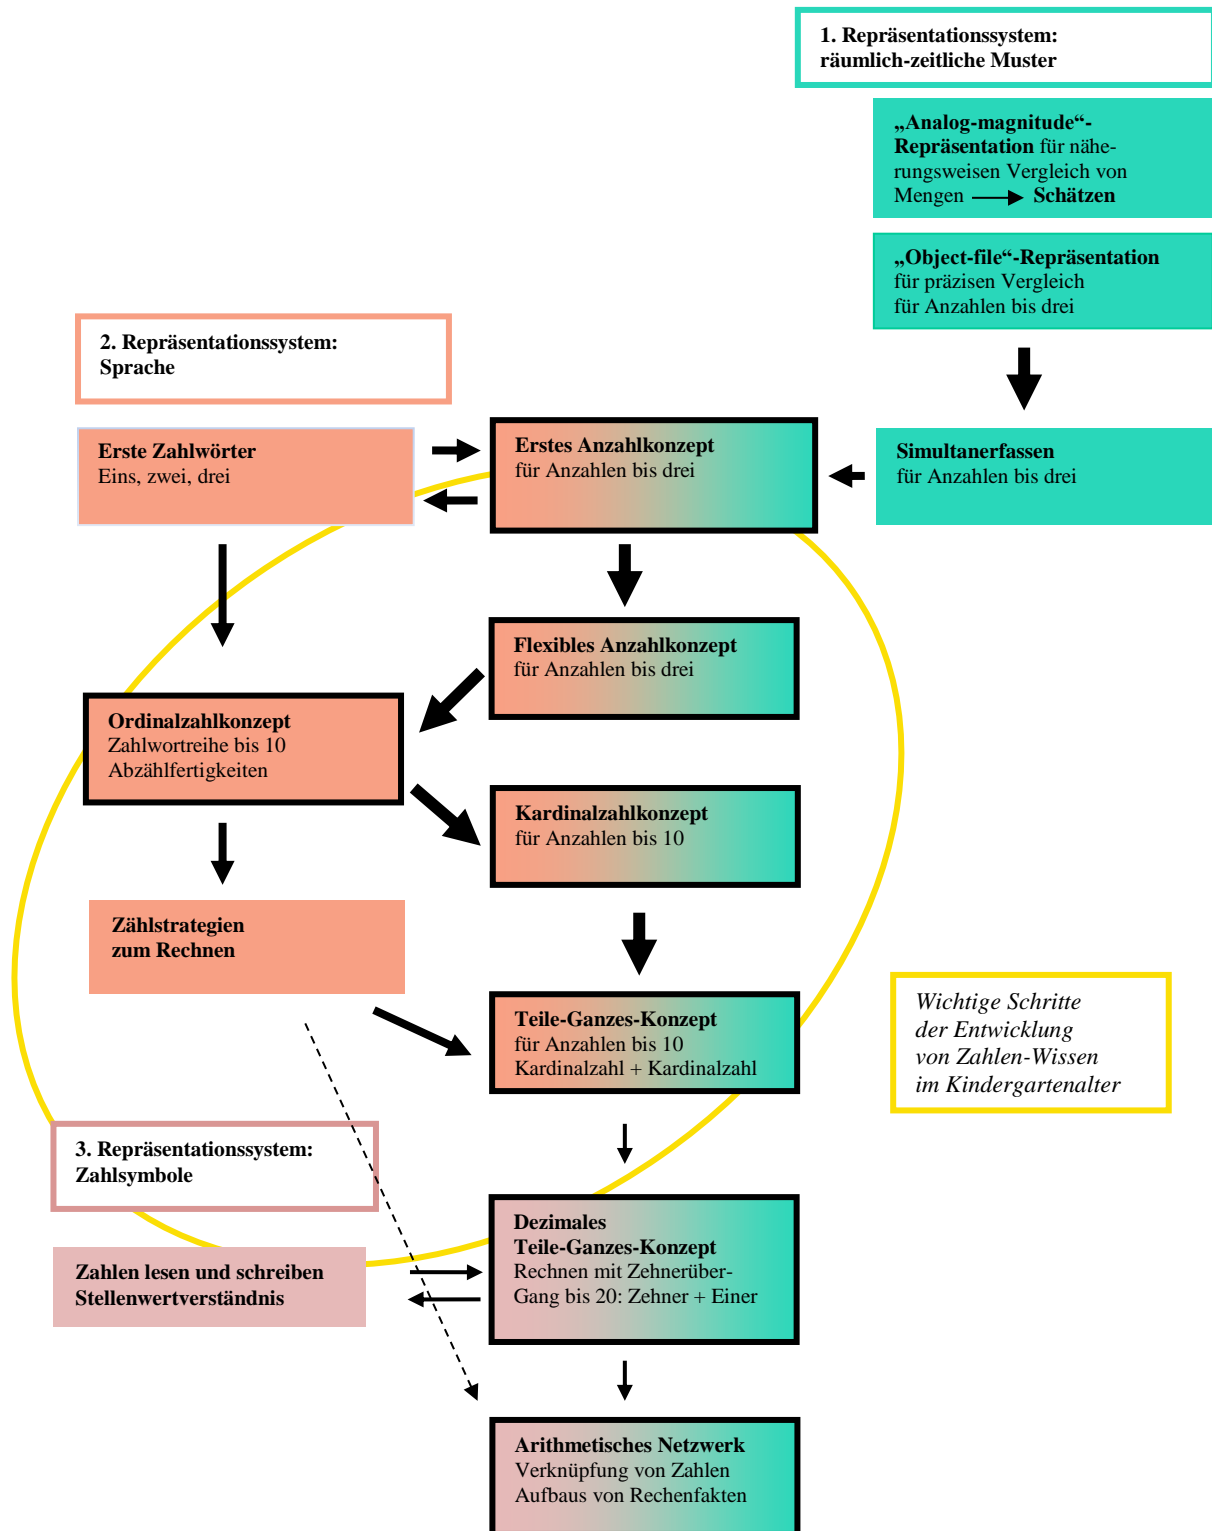 1. Repräsentationssystem:
räumlich-zeitliche Muster
„Analog-magnitude“-
Repräsentation für nähe-
rungsweisen Vergleich von
Mengen Schätzen
„Object-file“-Repräsentation
für präzisen Vergleich
für Anzahlen bis drei
2. Repräsentationssystem:
Sprache
Erste Zahlwörter
Eins, zwei, drei
Erstes Anzahlkonzept
für Anzahlen bis drei
Simultanerfassen
für Anzahlen bis drei
Flexibles Anzahlkonzept
für Anzahlen bis drei
Ordinalzahlkonzept
Zahlwortreihe bis 10
Abzählfertigkeiten
Kardinalzahlkonzept
für Anzahlen bis 10
Zählstrategien
zum Rechnen
Teile-Ganzes-Konzept
für Anzahlen bis 10
Kardinalzahl + Kardinalzahl
Wichtige Schritte
der Entwicklung
von Zahlen-Wissen
im Kindergartenalter
3. Repräsentationssystem:
Zahlsymbole
Zahlen lesen und schreiben
Stellenwertverständnis
Dezimales
Teile-Ganzes-Konzept
Rechnen mit Zehnerüber-
Gang bis 20: Zehner + Einer
Arithmetisches Netzwerk
Verknüpfung von Zahlen
Aufbaus von Rechenfakten